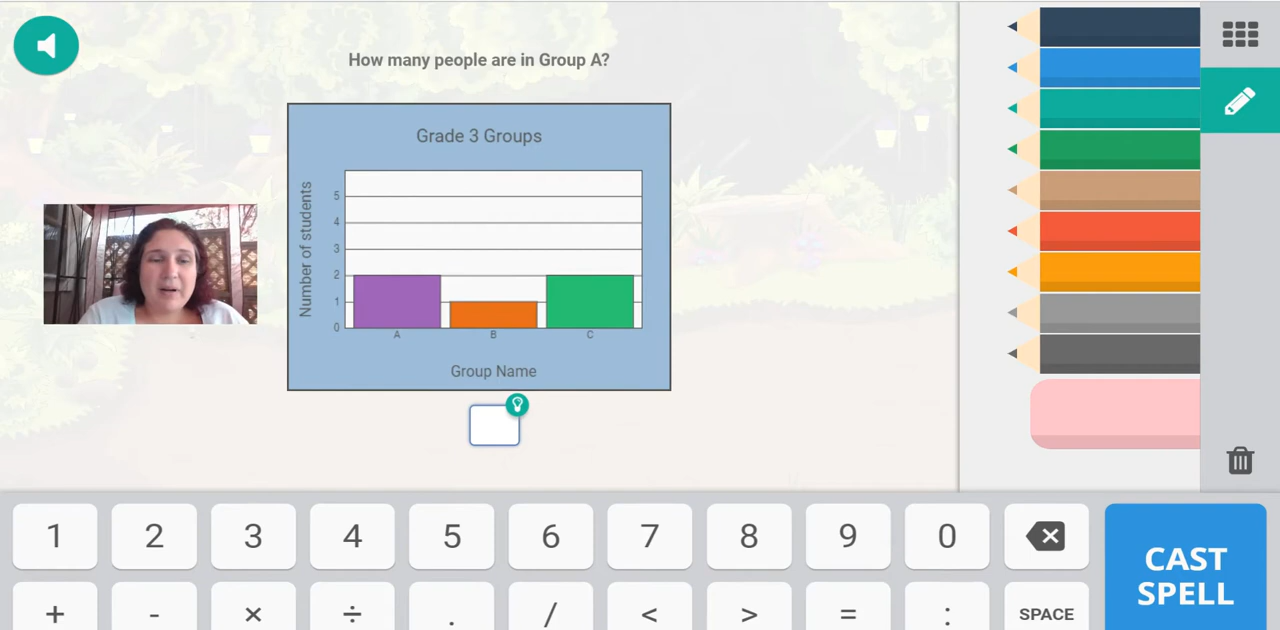 How many people are in Group A?
Grade 3 Groups
Number of students
5
4
3
2
1
0
A B C
Group Name
1 2 3 4 5 6 7 8 9 0
+ - × ÷ . / < > = : SPACE
CAST
SPELL